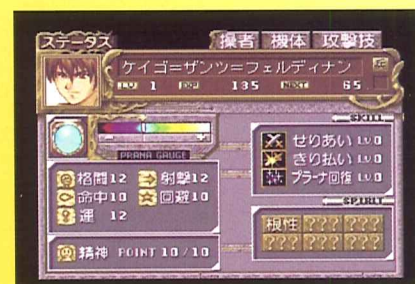 ステータス 操者 機体 攻撃技
ケイゴ=ザンツ=フェルディナン
LV 1 EXP 135 NEXT 65
PRANA GAUGE
格闘12 射撃12
命中10 回避10
運 12
精神 POINT 10/10
SKILL
せりあい LV0
きり払い LV0
プラーナ回復 LV0
SPIRIT
根性 ??? ???
??? ??? ???